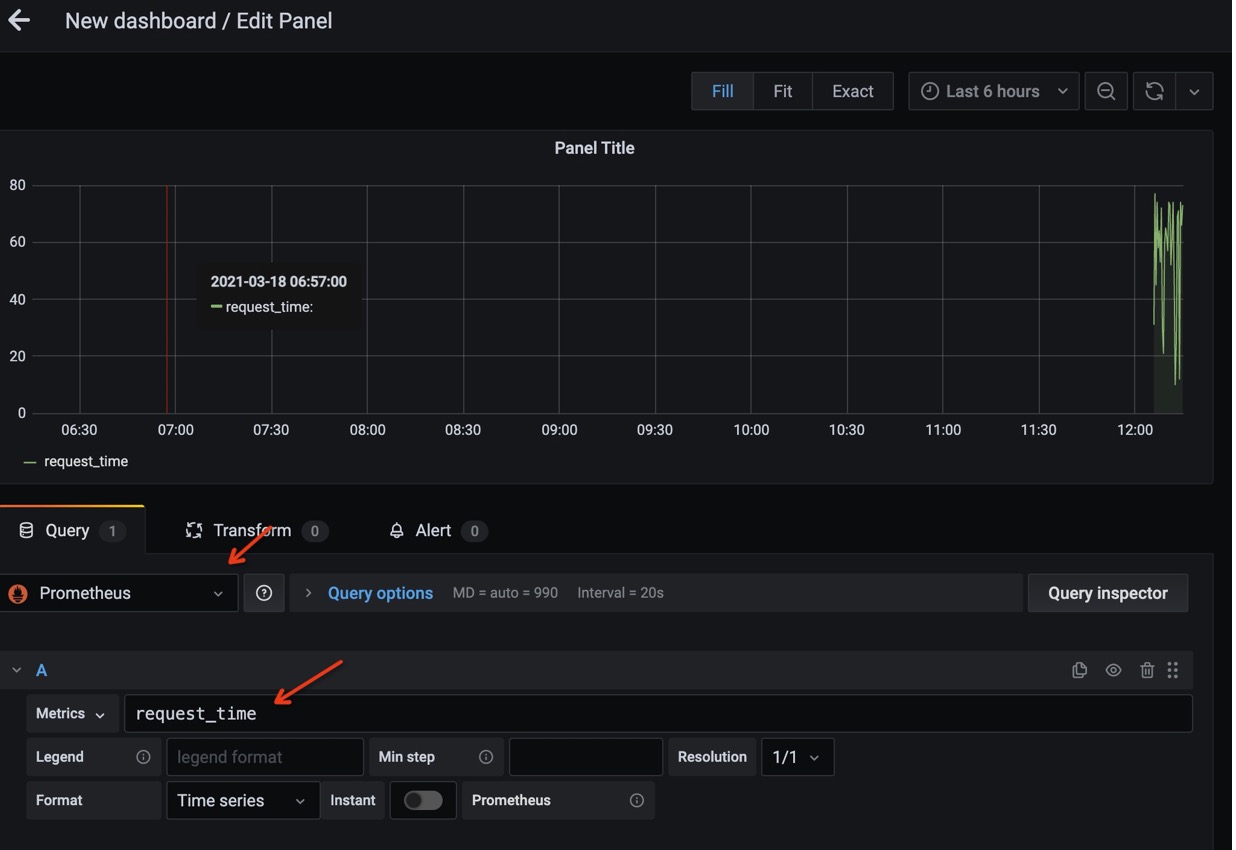 New dashboard / Edit Panel
Fill Fit Exact Last 6 hours
Panel Title
80
60
40
20
0
2021-03-18 06:57:00
request_time:
06:30 07:00 07:30 08:00 08:30 09:00 09:30 10:00 10:30 11:00 11:30 12:00
request_time
Query 1 Transform 0 Alert 0
Prometheus Query options MD = auto = 990 Interval = 20s Query inspector
A
Metrics request_time
Legend legend format Min step Resolution 1/1
Format Time series Instant Prometheus